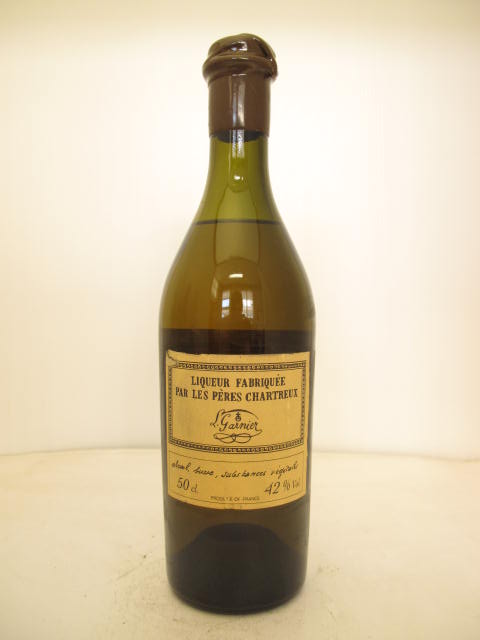 LIQUEUR FABRIQUÉE
PAR LES PÈRES CHARTREUX
L. Garnier
alcool, sucre, substances végétales
50 cl 42 % Vol
PRODUIT DE FRANCE